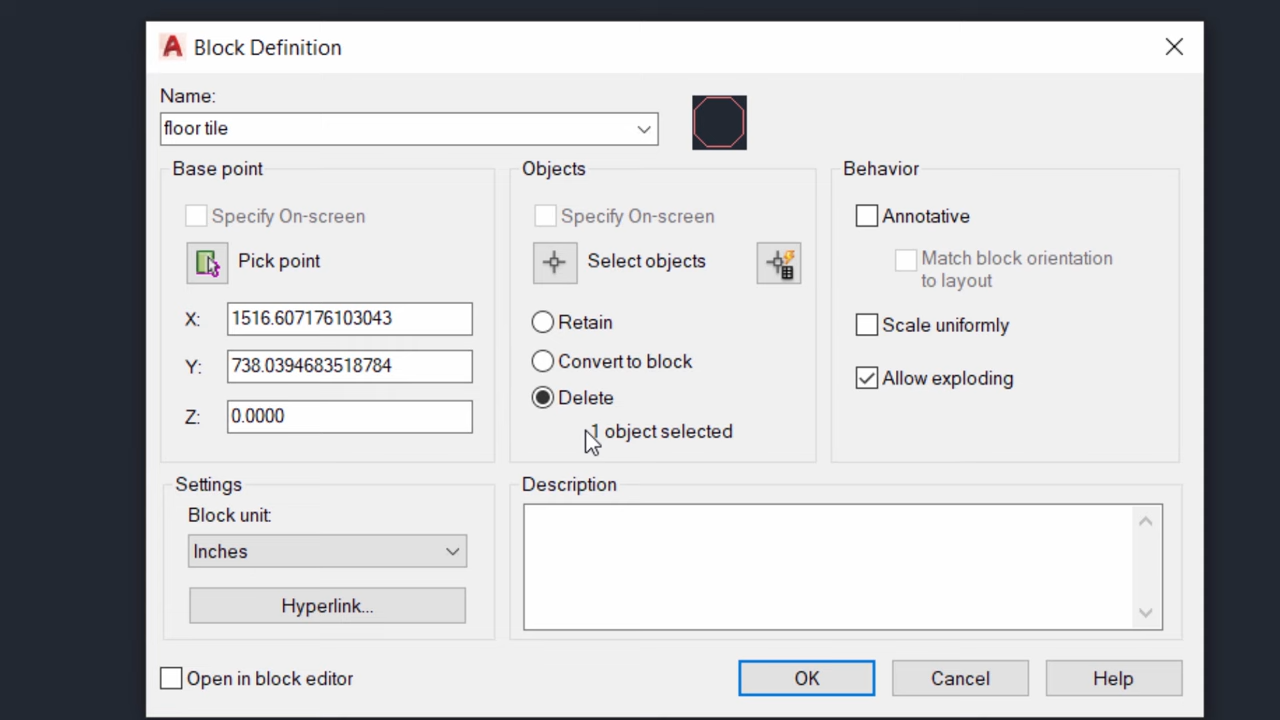 Block Definition
Name:
floor tile
Base point
Specify On-screen
Pick point
X: 1516.607176103043
Y: 738.0394683518784
Z: 0.0000
Objects
Specify On-screen
Select objects
Retain
Convert to block
Delete
1 object selected
Behavior
Annotative
Match block orientation
to layout
Scale uniformly
Allow exploding
Settings
Block unit:
Inches
Hyperlink...
Description
Open in block editor
OK
Cancel
Help